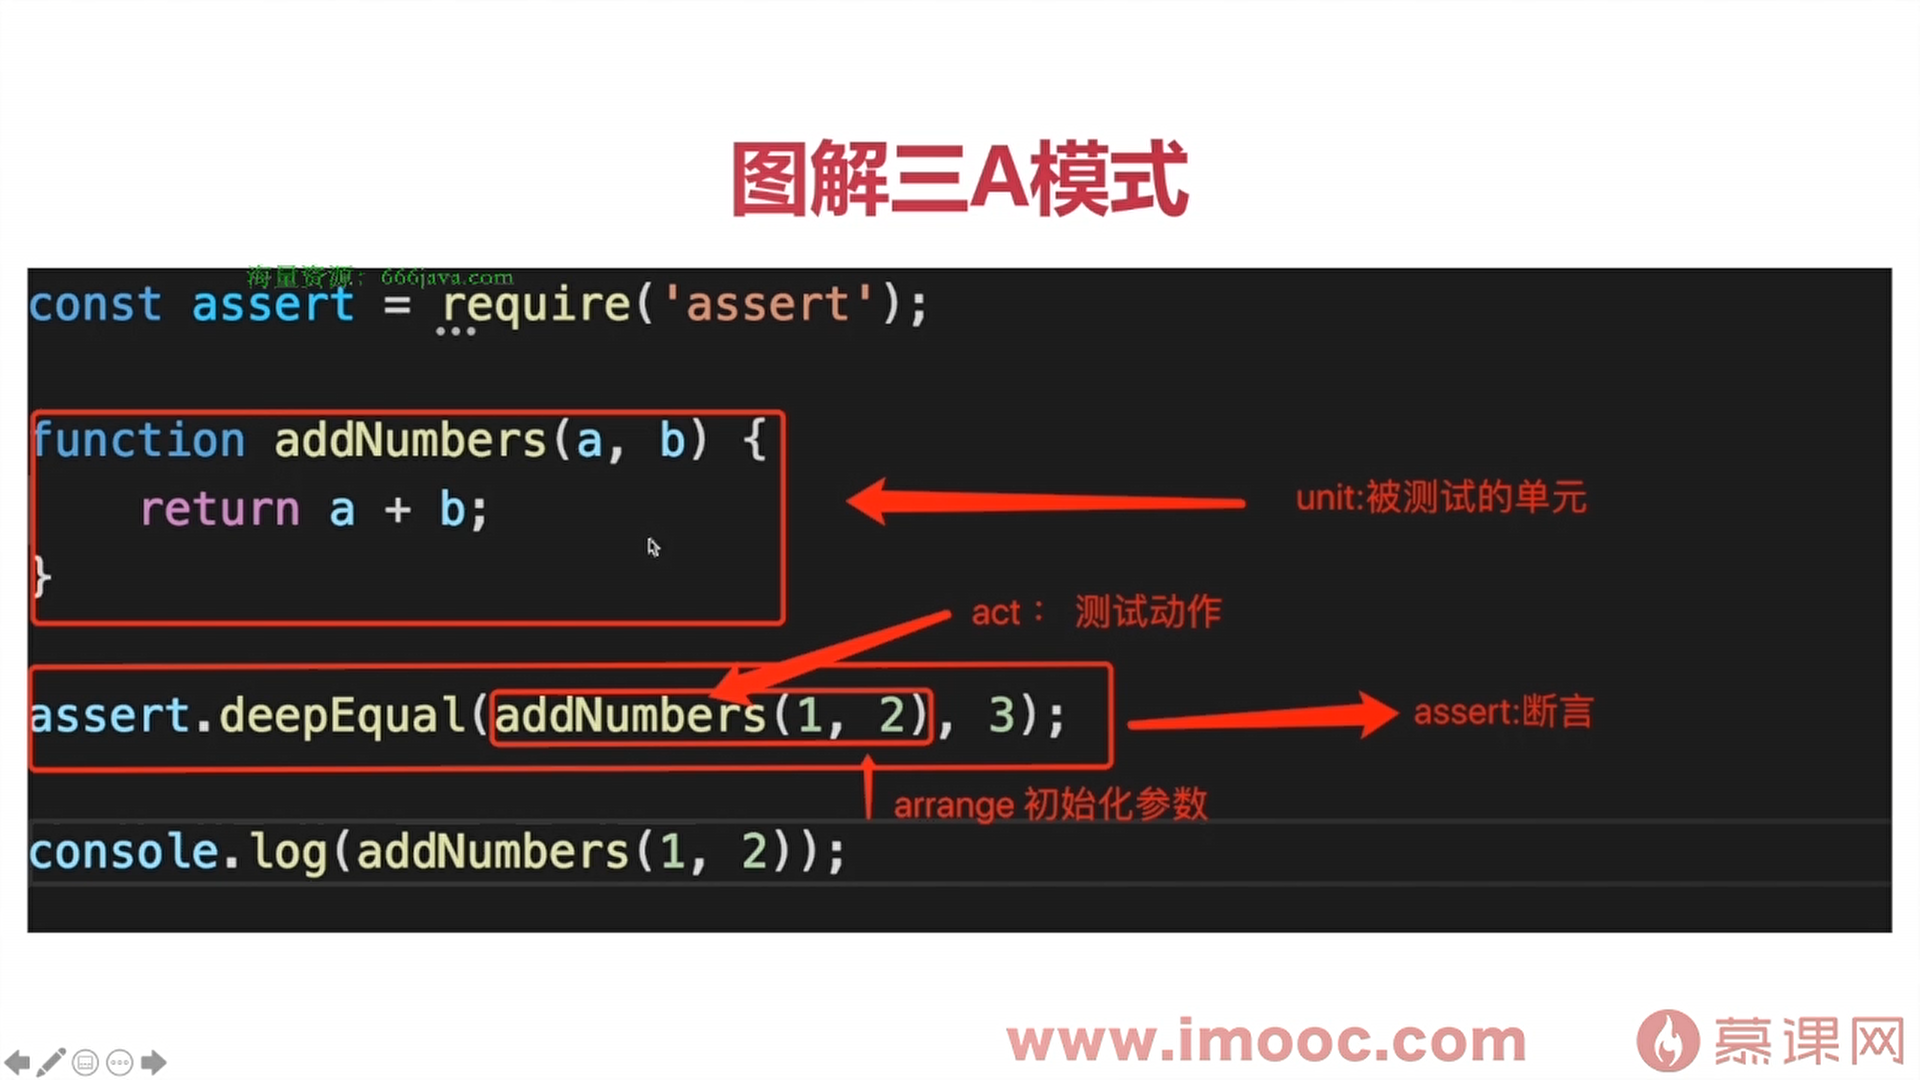 图解三A模式
海量资源：666java.com
const assert = require('assert');
function addNumbers(a, b) {
return a + b;
}
unit:被测试的单元
act： 测试动作
assert.deepEqual(addNumbers(1, 2), 3);
assert:断言
arrange 初始化参数
console.log(addNumbers(1, 2));
www.imooc.com
慕课网